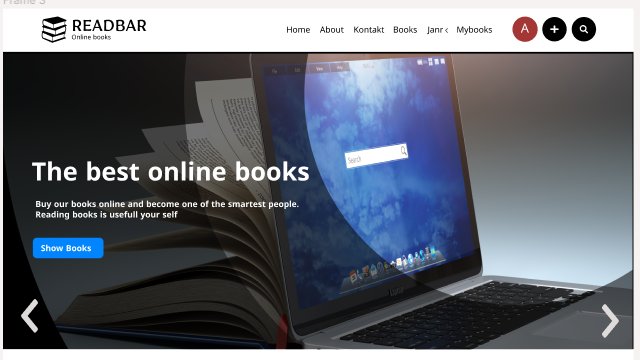 Frame 3
READBAR
Online books
Home About Kontakt Books Janr Mybooks
A
The best online books
Buy our books online and become one of the smartest people.
Reading books is usefull your self
Show Books
Search